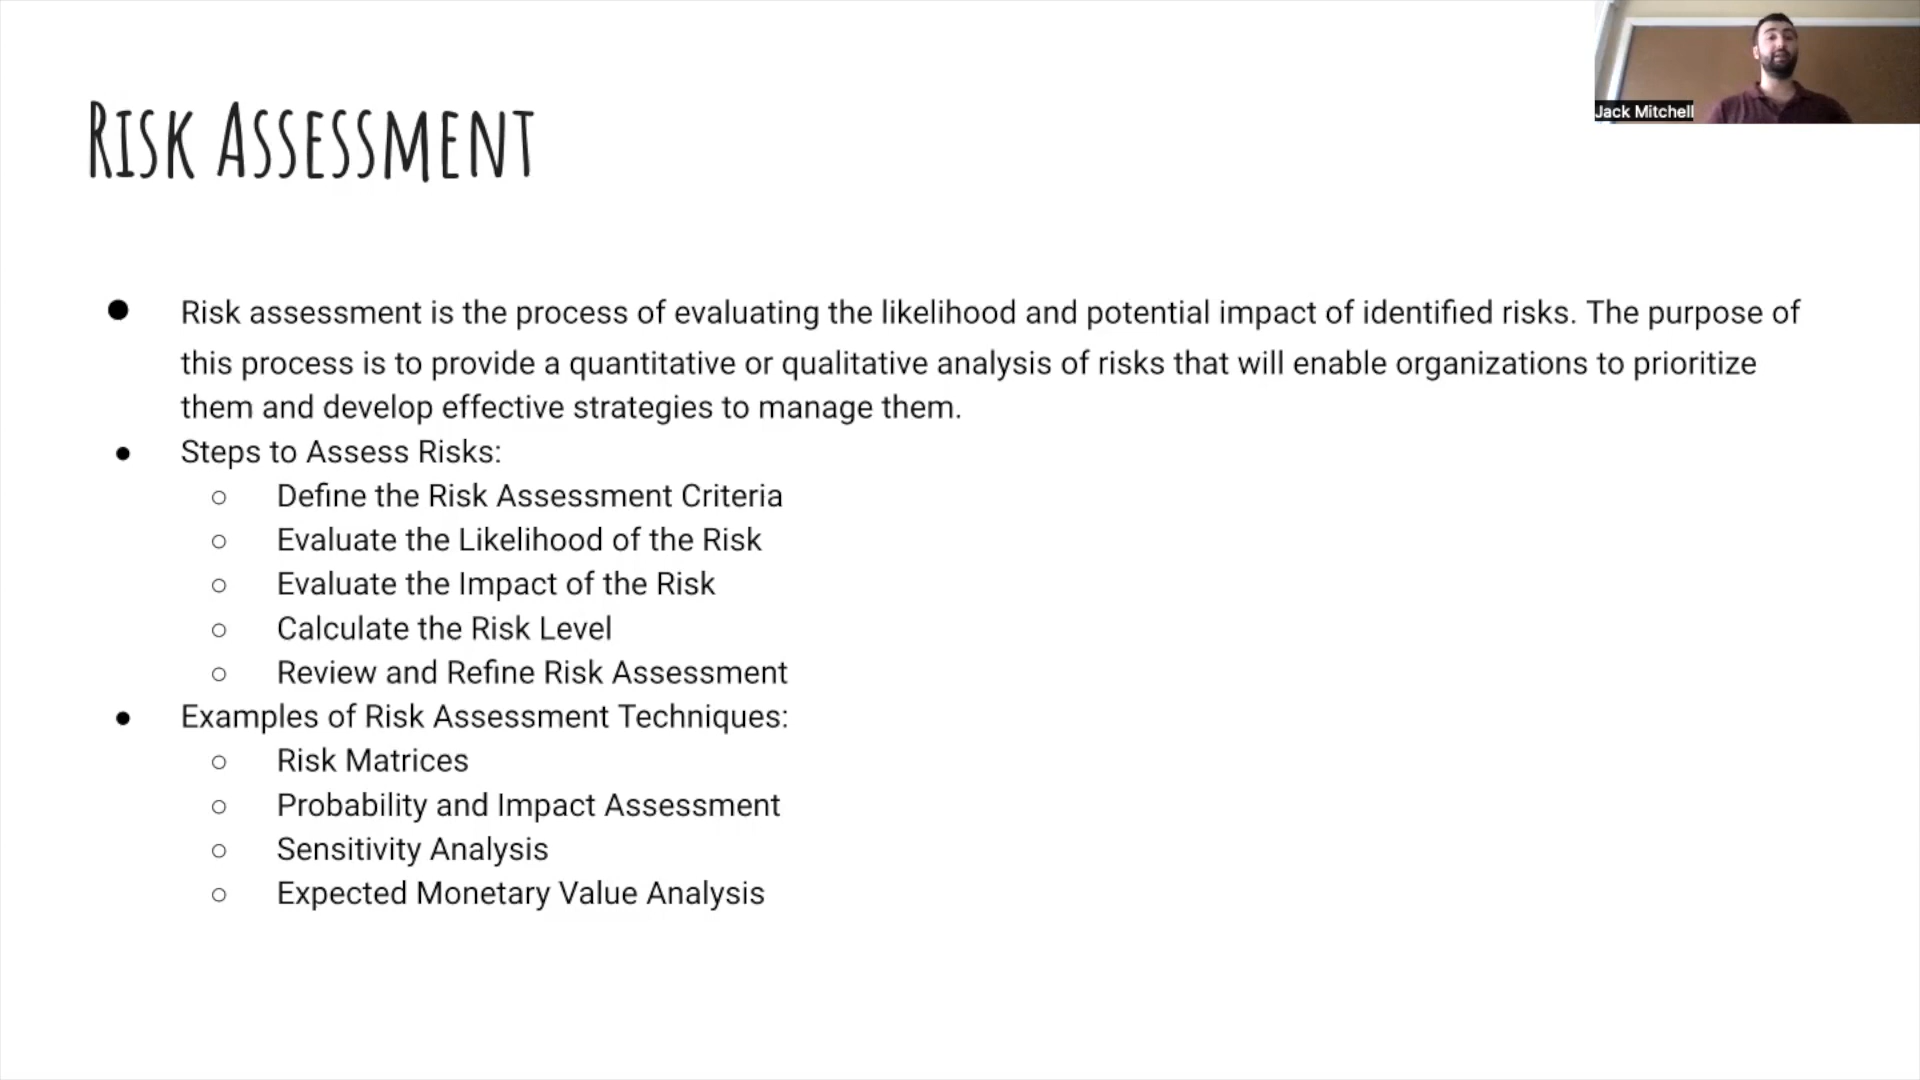 Jack Mitchell
Risk Assessment
● Risk assessment is the process of evaluating the likelihood and potential impact of identified risks. The purpose of
this process is to provide a quantitative or qualitative analysis of risks that will enable organizations to prioritize
them and develop effective strategies to manage them.
● Steps to Assess Risks:
○ Define the Risk Assessment Criteria
○ Evaluate the Likelihood of the Risk
○ Evaluate the Impact of the Risk
○ Calculate the Risk Level
○ Review and Refine Risk Assessment
● Examples of Risk Assessment Techniques:
○ Risk Matrices
○ Probability and Impact Assessment
○ Sensitivity Analysis
○ Expected Monetary Value Analysis